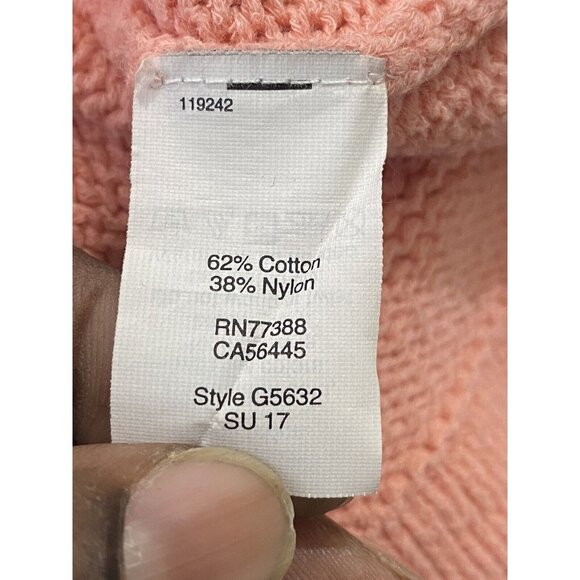 119242
62% Cotton
38% Nylon
RN77388
CA56445
Style G5632
SU 17